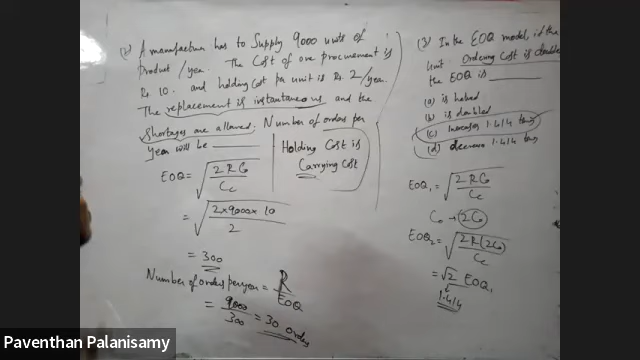 (2) A manufacturer has to Supply 9000 units of
Product / year. The Cost of one procurement is
₹ 10. and holding cost per unit is ₹ 2 / year.
The replacement is instantaneous and the
shortages are allowed; Number of orders per
year will be ______
EOQ = √(2 R C₀ / Cc)
= √(2×9000×10 / 2)
= 300
Holding Cost is
Carrying Cost
Number of orders per year = R / EOQ
= 9000 / 300 = 30 orders
(3) In the EOQ model, if the
unit Ordering Cost is doubled
the EOQ is ______
(a) is halved
(b) is doubled
(c) increases 1.414 times
(d) decreases 1.414 times
EOQ₁ = √(2 R C₀ / Cc)
C₀ → 2C₀
EOQ₂ = √(2R(2C₀) / Cc)
= √2 EOQ₁
1.414
Paventhan Palanisamy